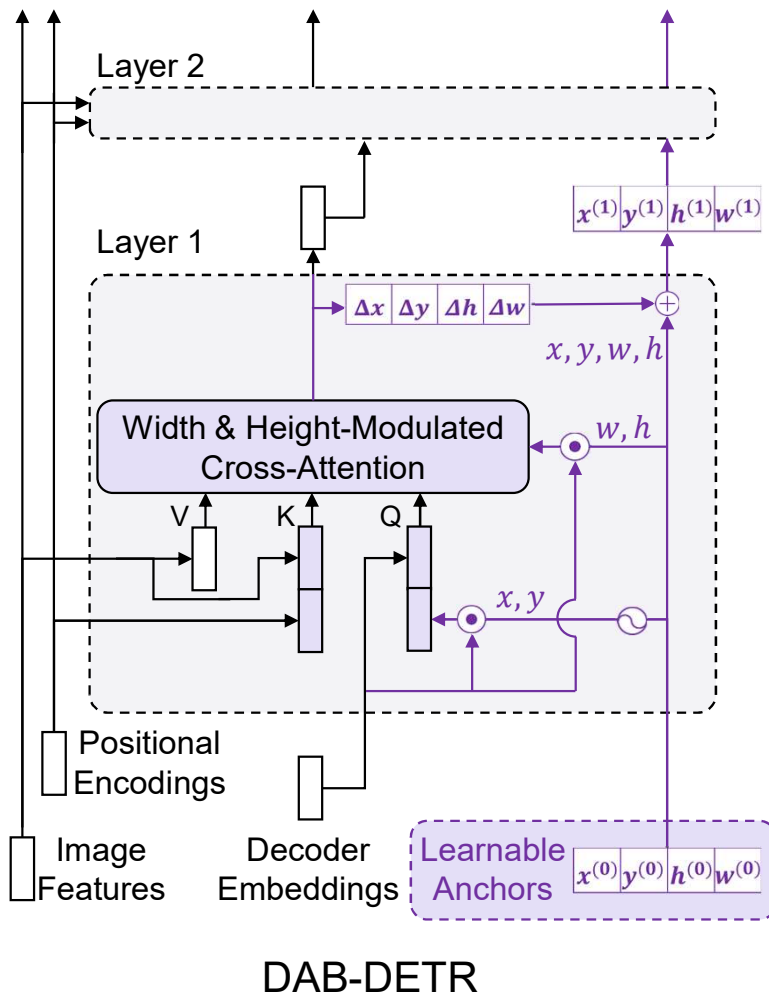 Layer 2
x⁽¹⁾ y⁽¹⁾ h⁽¹⁾ w⁽¹⁾
Layer 1
Δx Δy Δh Δw
+
x, y, w, h
Width & Height-Modulated
Cross-Attention
w, h
V K Q
x, y
Positional
Encodings
Image
Features
Decoder
Embeddings
Learnable
Anchors
x⁽⁰⁾ y⁽⁰⁾ h⁽⁰⁾ w⁽⁰⁾
DAB-DETR